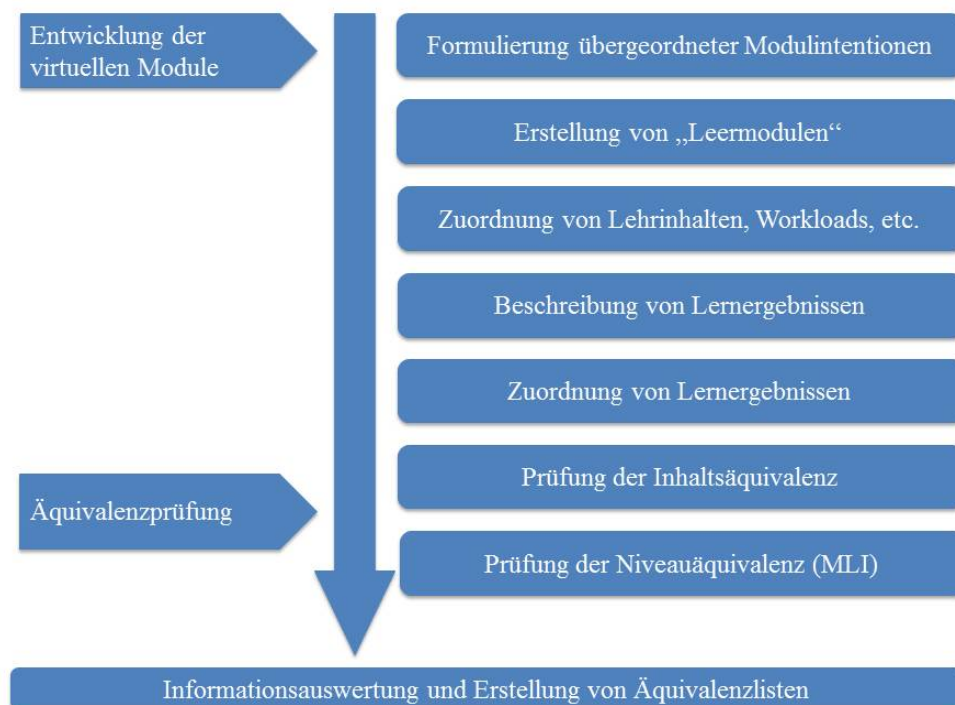 Entwicklung der
virtuellen Module
Formulierung übergeordneter Modulintentionen
Erstellung von „Leermodulen“
Zuordnung von Lehrinhalten, Workloads, etc.
Beschreibung von Lernergebnissen
Zuordnung von Lernergebnissen
Äquivalenzprüfung
Prüfung der Inhaltsäquivalenz
Prüfung der Niveauäquivalenz (MLI)
Informationsauswertung und Erstellung von Äquivalenzlisten